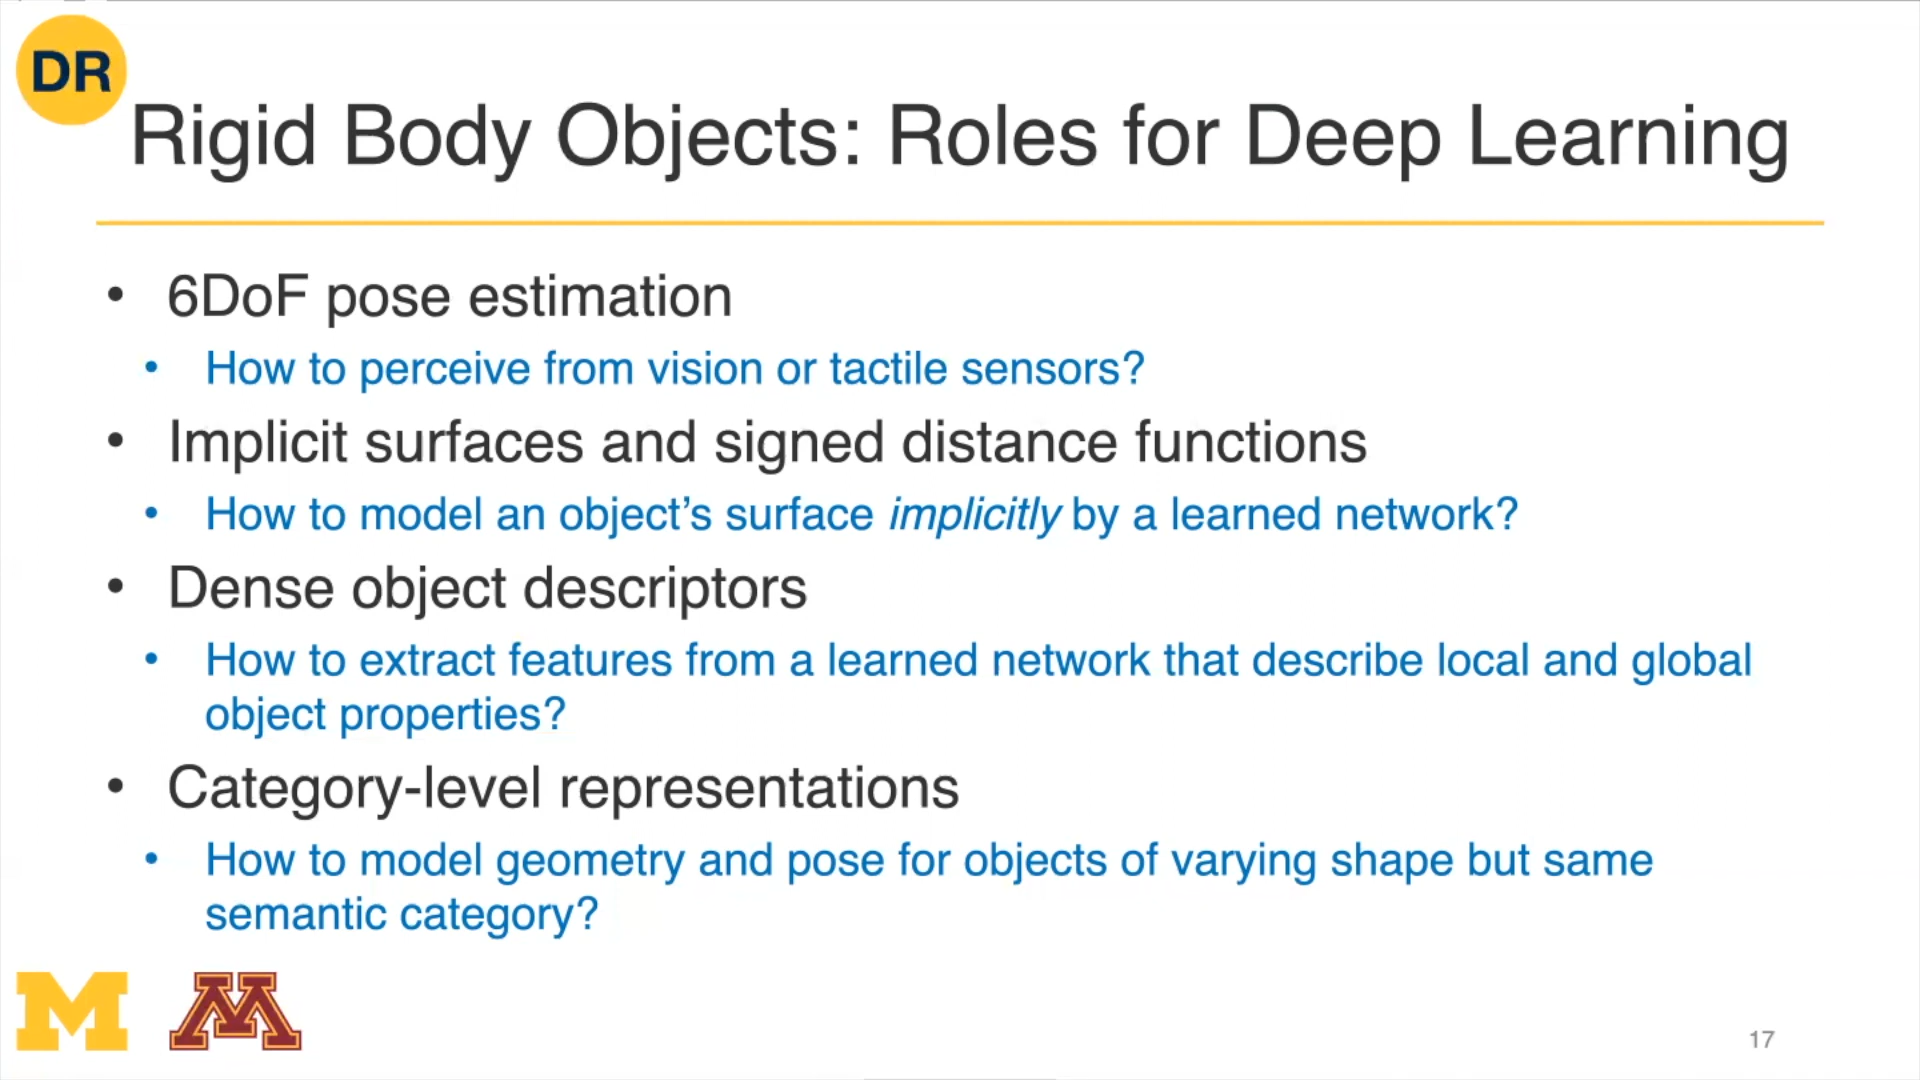 DR
Rigid Body Objects: Roles for Deep Learning
• 6DoF pose estimation
• How to perceive from vision or tactile sensors?
• Implicit surfaces and signed distance functions
• How to model an object’s surface implicitly by a learned network?
• Dense object descriptors
• How to extract features from a learned network that describe local and global
object properties?
• Category-level representations
• How to model geometry and pose for objects of varying shape but same
semantic category?
M M
17